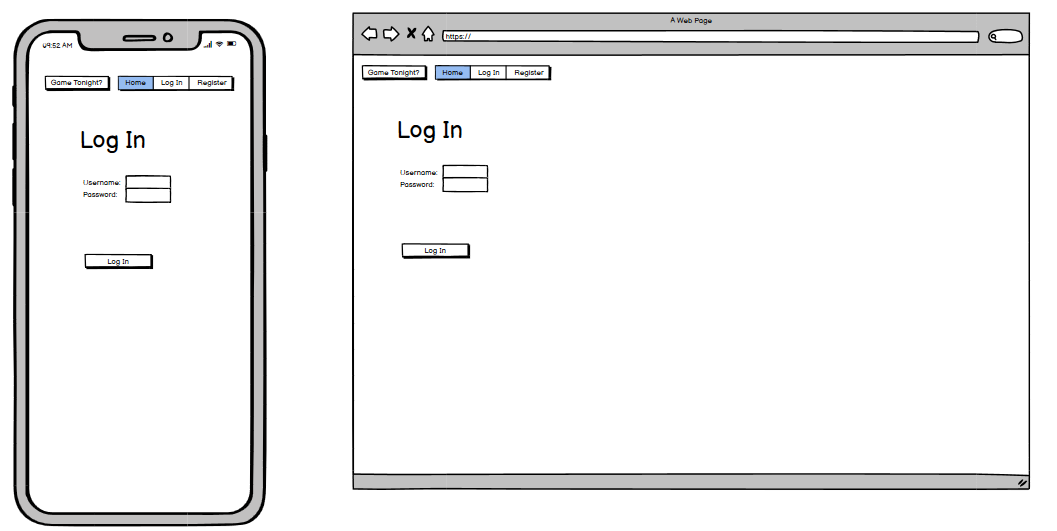 09:52 AM
Game Tonight? Home Log In Register
Log In
Username:
Password:
Log In
A Web Page
https://
Game Tonight? Home Log In Register
Log In
Username:
Password:
Log In